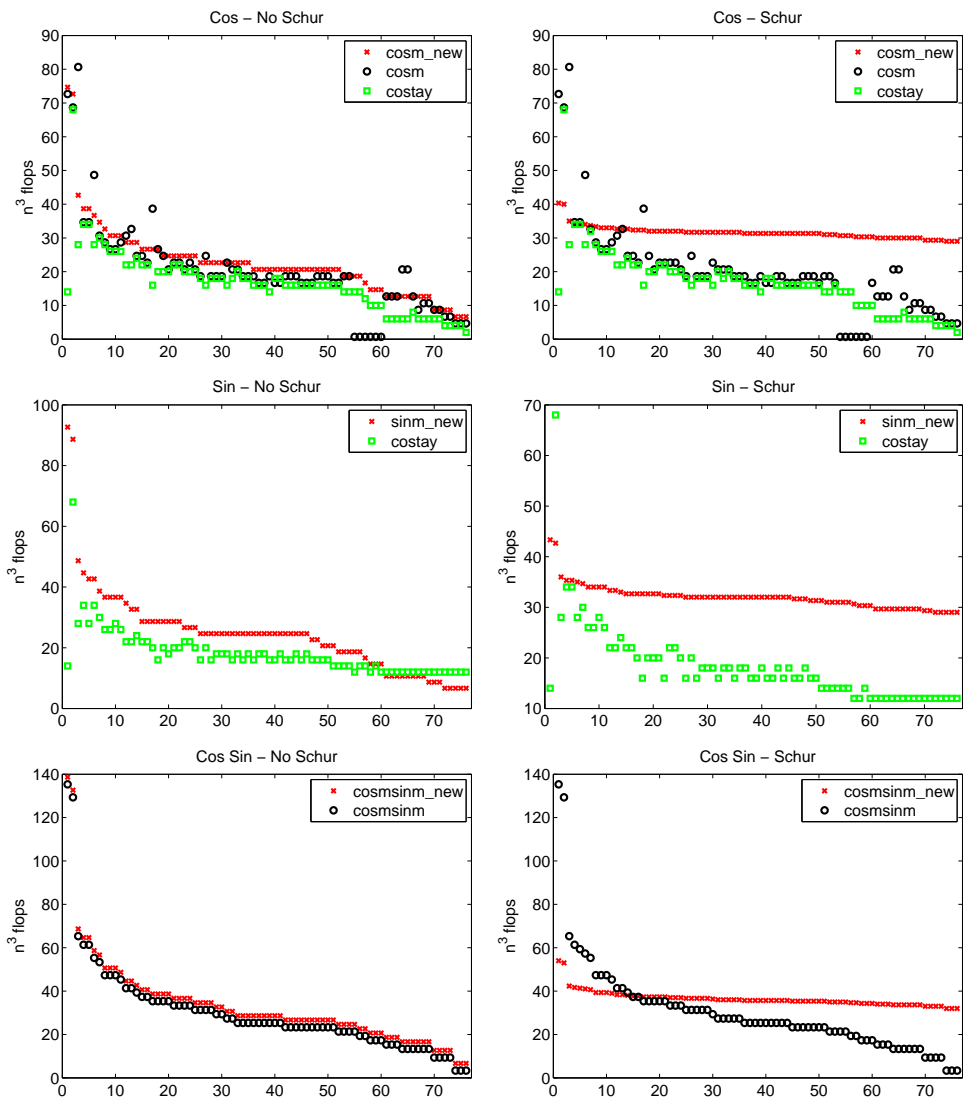 Cos – No Schur
90
80
70
60
50
40
30
20
10
0
n³ flops
cosm_new
cosm
costay
0 10 20 30 40 50 60 70
Cos – Schur
90
80
70
60
50
40
30
20
10
0
n³ flops
cosm_new
cosm
costay
0 10 20 30 40 50 60 70
Sin – No Schur
100
80
60
40
20
0
n³ flops
sinm_new
costay
0 10 20 30 40 50 60 70
Sin – Schur
70
60
50
40
30
20
10
n³ flops
sinm_new
costay
0 10 20 30 40 50 60 70
Cos Sin – No Schur
140
120
100
80
60
40
20
0
n³ flops
cosmsinm_new
cosmsinm
0 10 20 30 40 50 60 70
Cos Sin – Schur
140
120
100
80
60
40
20
0
n³ flops
cosmsinm_new
cosmsinm
0 10 20 30 40 50 60 70